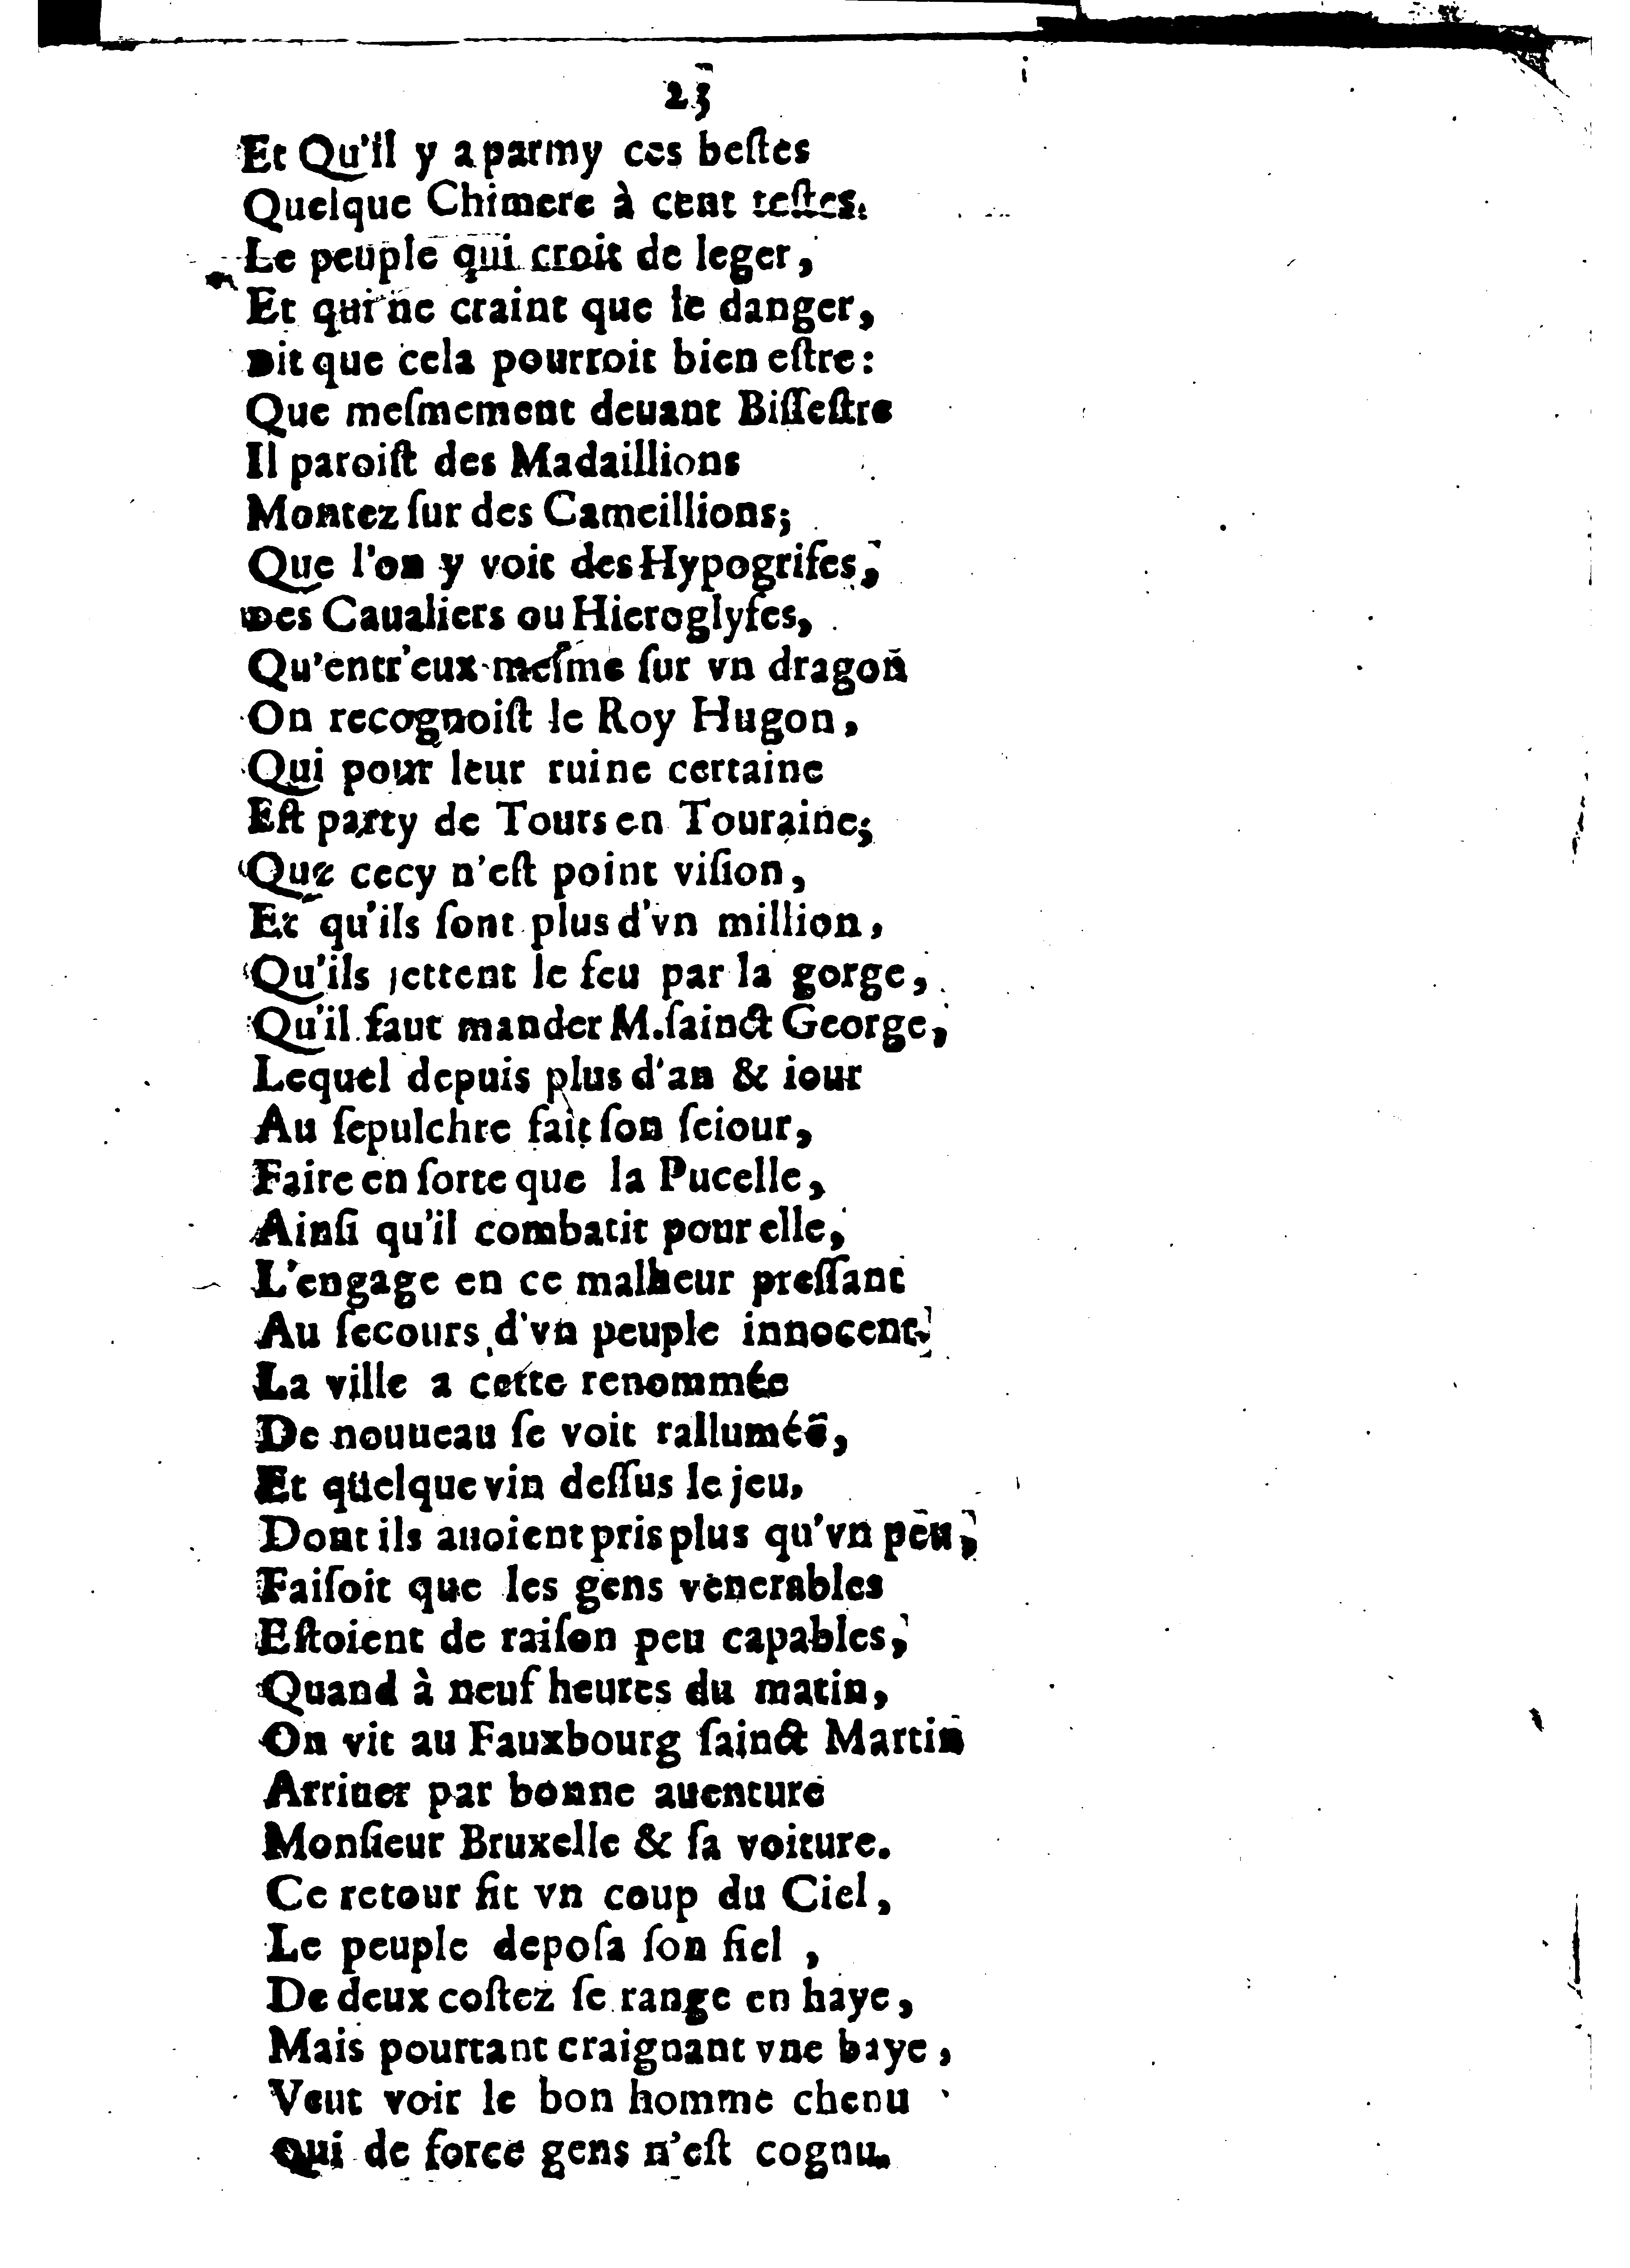 23
Et Qu'il y a parmy ces beſtes
Quelque Chimere à cent teſtes.
Le peuple qui croit de leger,
Et qui ne craint que le danger,
Dit que cela pourroit bien eſtre:
Que meſmement deuant Biſſeſtre
Il paroiſt des Madaillions
Montez ſur des Cameillions;
Que l'on y voit des Hypogrifes,
Des Caualiers ou Hieroglyfes,
Qu'entr'eux meſme ſur vn dragon
On recognoiſt le Roy Hugon,
Qui pour leur ruine certaine
Eſt party de Tours en Touraine;
Que cecy n'eſt point viſion,
Et qu'ils ſont plus d'vn million,
Qu'ils jettent le feu par la gorge,
Qu'il faut mander M. ſainct George,
Lequel depuis plus d'an & iour
Au ſepulchre fait ſon ſeiour,
Faire en ſorte que la Pucelle,
Ainſi qu'il combatit pour elle,
L'engage en ce malheur preſſant
Au ſecours d'vn peuple innocent.
La ville a cette renommée
De nouueau ſe voit rallumée,
Et quelque vin deſſus le jeu,
Dont ils auoient pris plus qu'vn peu,
Faiſoit que les gens venerables
Eſtoient de raiſon peu capables,
Quand à neuf heures du matin,
On vit au Fauxbourg ſainct Martin
Arriuer par bonne auenture
Monſieur Bruxelle & ſa voiture.
Ce retour fit vn coup du Ciel,
Le peuple depoſa ſon fiel,
De deux coſtez ſe range en haye,
Mais pourtant craignant vne baye,
Veut voir le bon homme chenu
Qui de force gens n'eſt cognu.